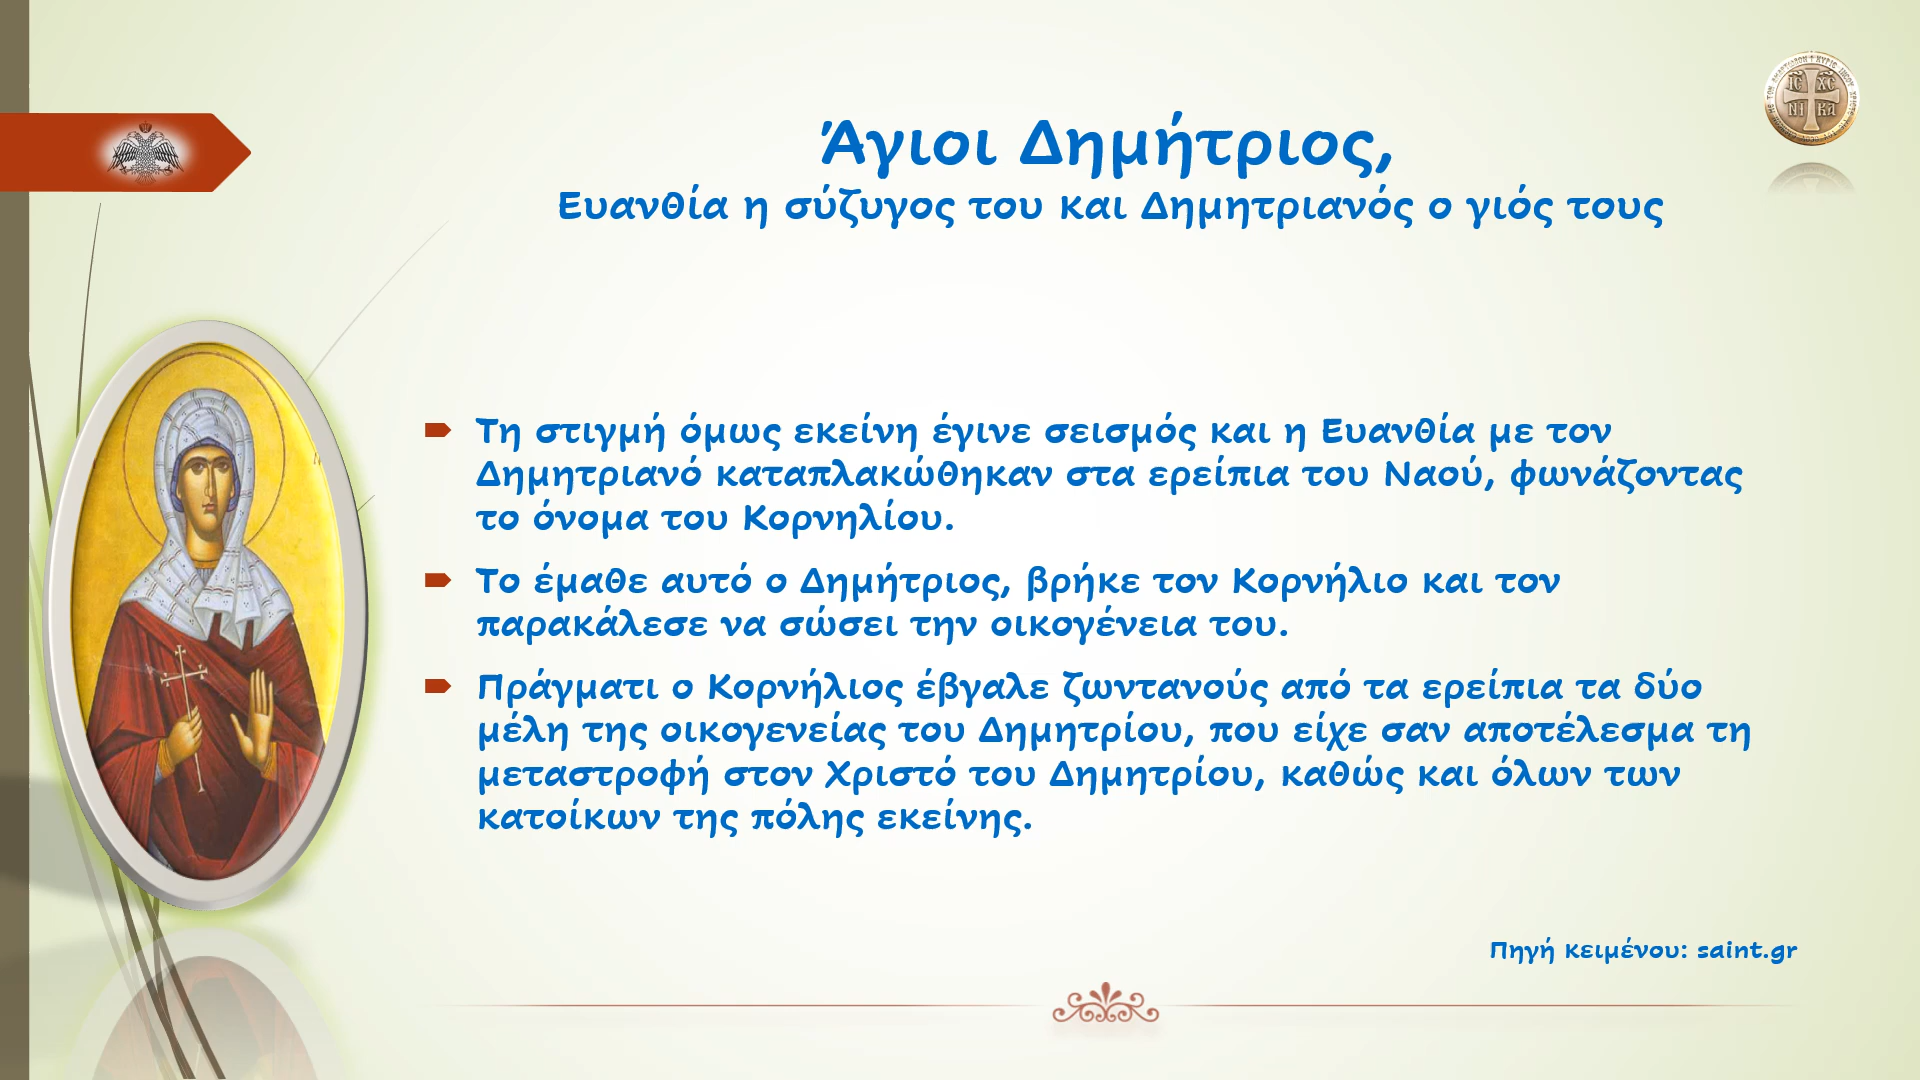 Άγιοι Δημήτριος,
Ευανθία η σύζυγος του και Δημητριανός ο γιός τους
Τη στιγμή όμως εκείνη έγινε σεισμός και η Ευανθία με τον
Δημητριανό καταπλακώθηκαν στα ερείπια του Ναού, φωνάζοντας
το όνομα του Κορνηλίου.
Το έμαθε αυτό ο Δημήτριος, βρήκε τον Κορνήλιο και τον
παρακάλεσε να σώσει την οικογένεια του.
Πράγματι ο Κορνήλιος έβγαλε ζωντανούς από τα ερείπια τα δύο
μέλη της οικογενείας του Δημητρίου, που είχε σαν αποτέλεσμα τη
μεταστροφή στον Χριστό του Δημητρίου, καθώς και όλων των
κατοίκων της πόλης εκείνης.
Πηγή κειμένου: saint.gr
IC XC
NI KA